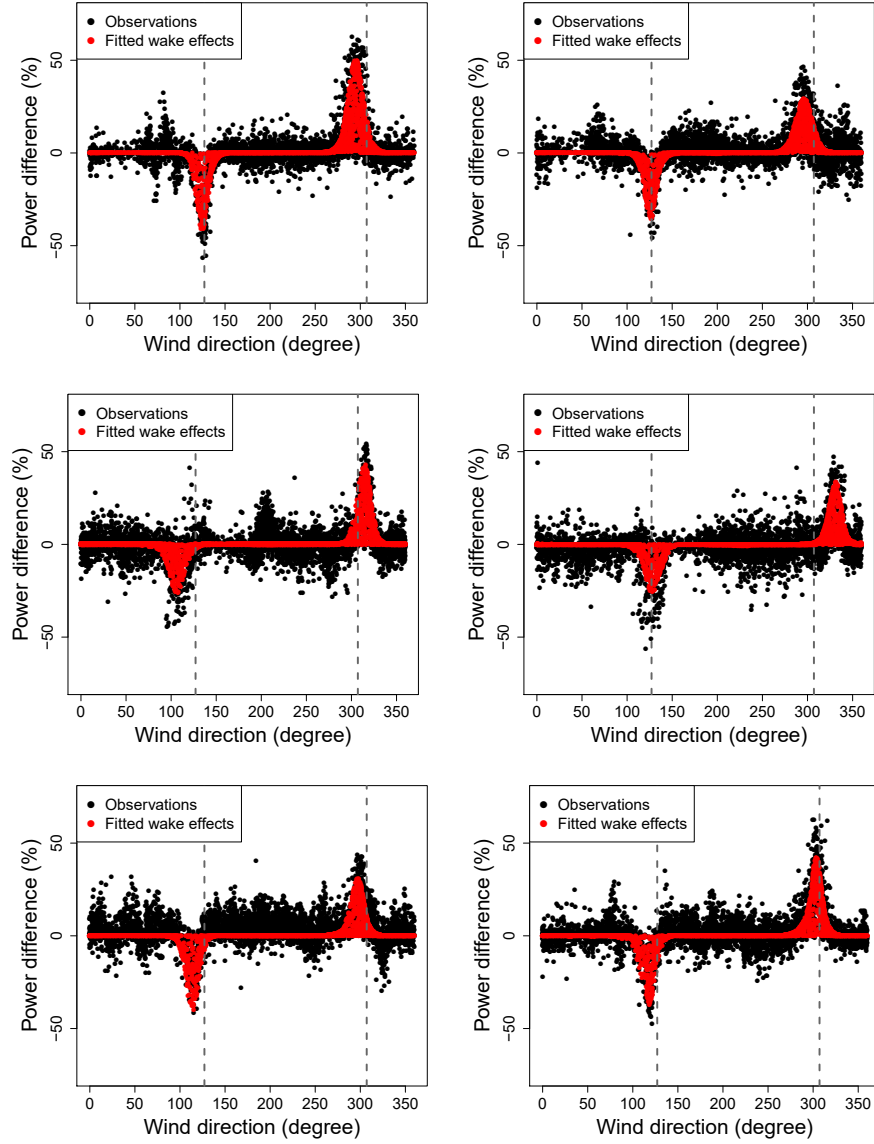 Observations
Fitted wake effects
Power difference (%)
50
0
−50
0 50 100 150 200 250 300 350
Wind direction (degree)
Observations
Fitted wake effects
Power difference (%)
50
0
−50
0 50 100 150 200 250 300 350
Wind direction (degree)
Observations
Fitted wake effects
Power difference (%)
50
0
−50
0 50 100 150 200 250 300 350
Wind direction (degree)
Observations
Fitted wake effects
Power difference (%)
50
0
−50
0 50 100 150 200 250 300 350
Wind direction (degree)
Observations
Fitted wake effects
Power difference (%)
50
0
−50
0 50 100 150 200 250 300 350
Wind direction (degree)
Observations
Fitted wake effects
Power difference (%)
50
0
−50
0 50 100 150 200 250 300 350
Wind direction (degree)